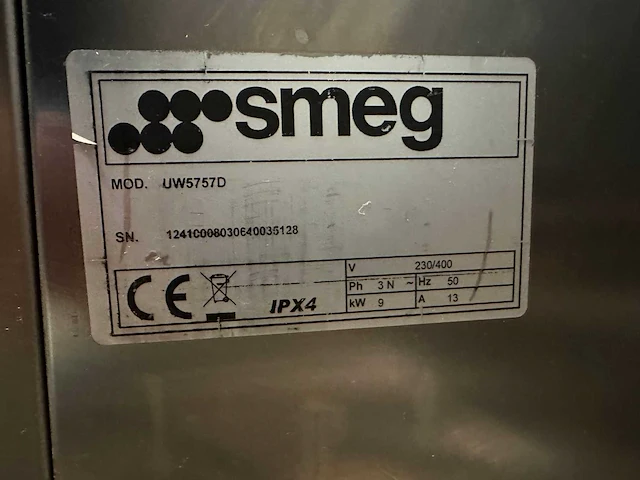 smeg
MOD. UW5757D
SN. 1241C008030640035128
CE IPX4
V 230/400
Ph 3 N ~ Hz 50
kW 9 A 13